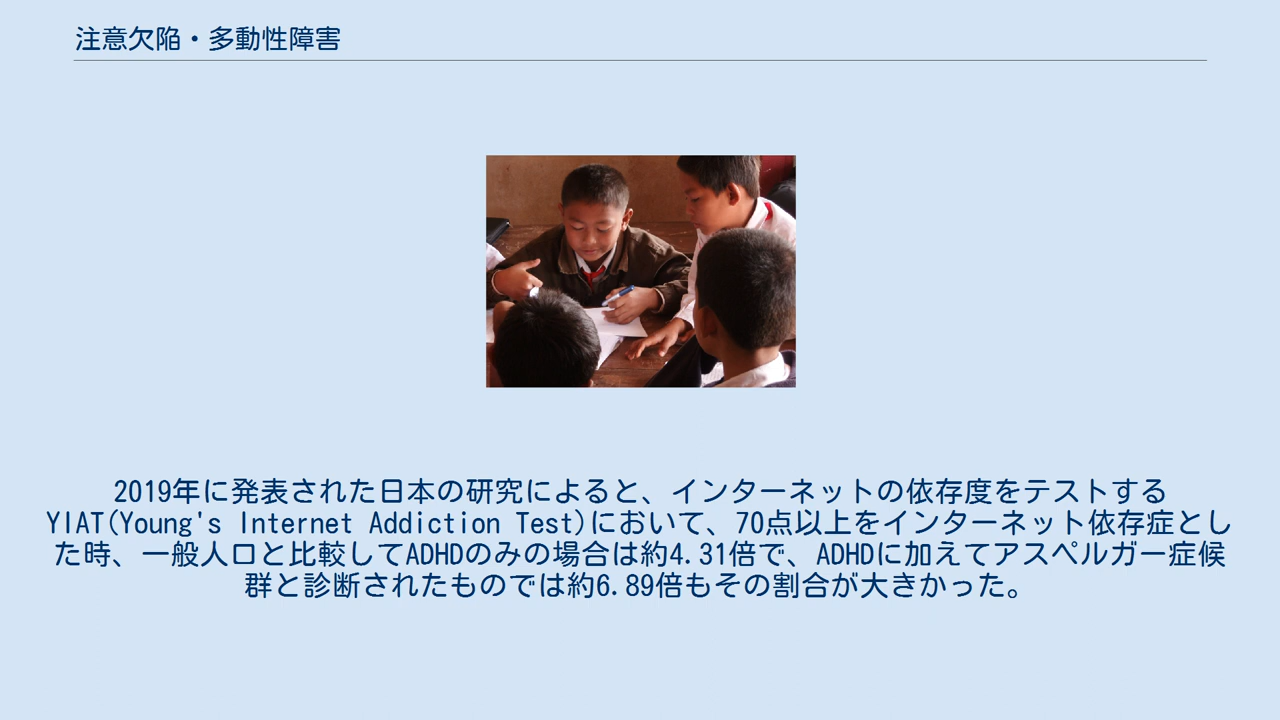 注意欠陥・多動性障害
2019年に発表された日本の研究によると、インターネットの依存度をテストする
YIAT(Young's Internet Addiction Test)において、70点以上をインターネット依存症とし
た時、一般人口と比較してADHDのみの場合は約4.31倍で、ADHDに加えてアスペルガー症候
群と診断されたものでは約6.89倍もその割合が大きかった。